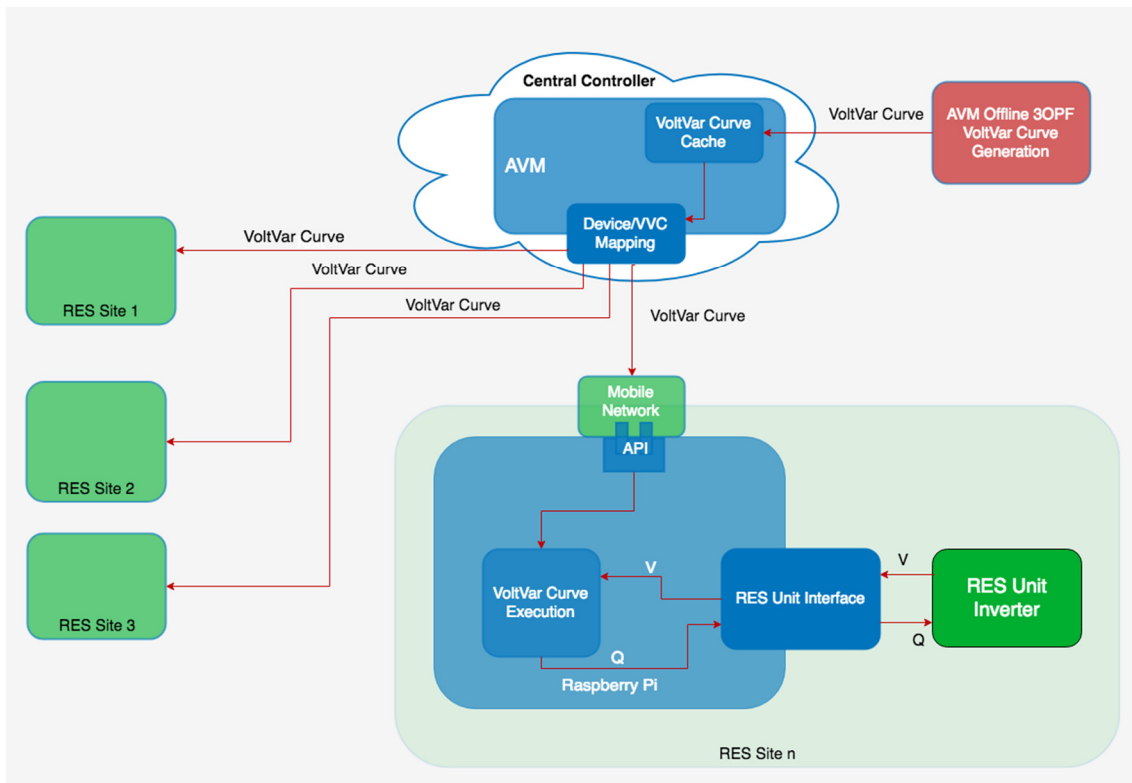 Central Controller
VoltVar Curve
Cache
AVM
Device/VVC
Mapping
VoltVar Curve
AVM Offline 3OPF
VoltVar Curve
Generation
VoltVar Curve
RES Site 1
VoltVar Curve
VoltVar Curve
VoltVar Curve
RES Site 2
RES Site 3
Mobile
Network
API
VoltVar Curve
Execution
V
Q
Raspberry Pi
RES Unit Interface
V
Q
RES Unit
Inverter
RES Site n